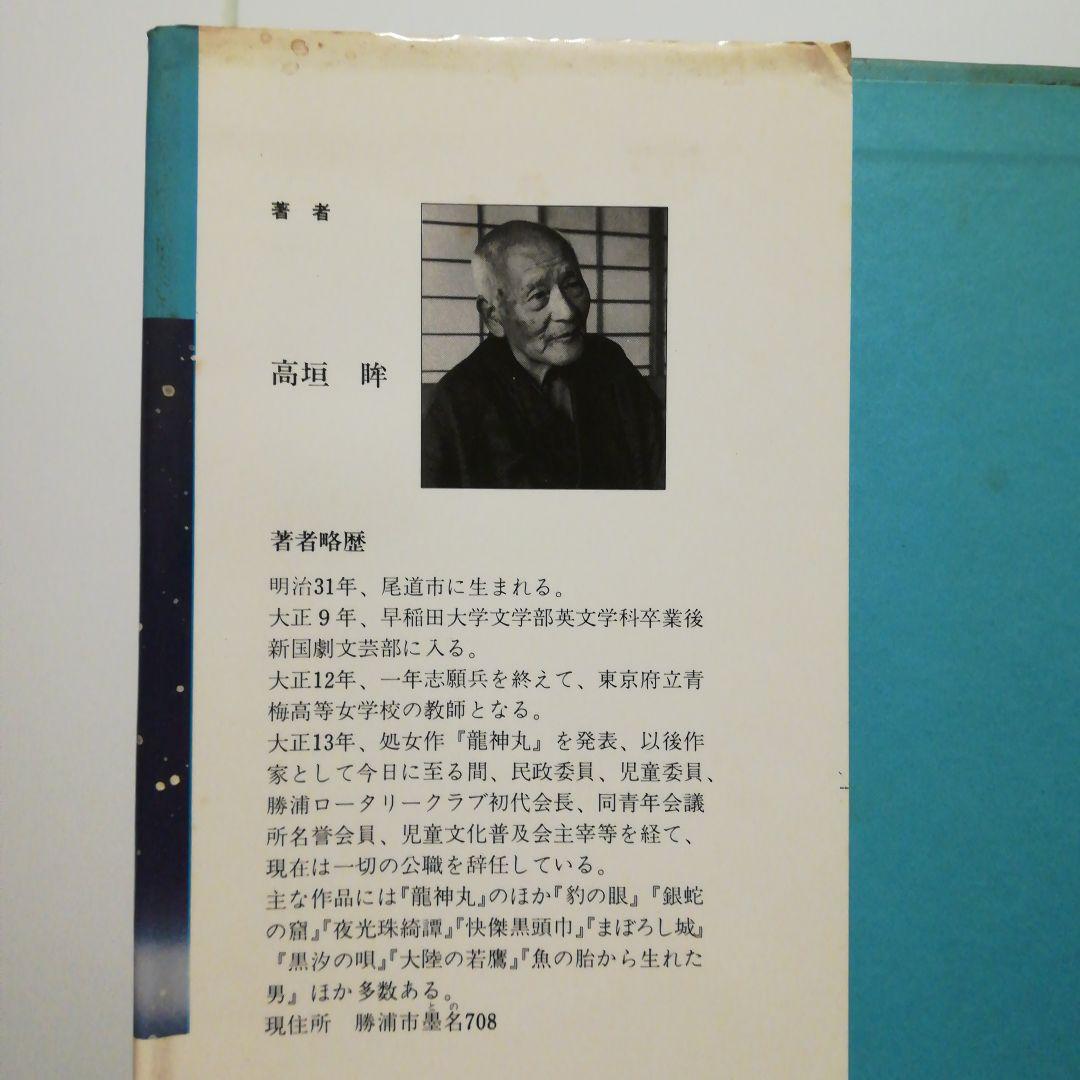 著者
高垣 眸
著者略歴
明治31年、尾道市に生まれる。
大正9年、早稲田大学文学部英文学科卒業後
新国劇文芸部に入る。
大正12年、一年志願兵を終えて、東京府立青
梅高等女学校の教師となる。
大正13年、処女作『龍神丸』を発表、以後作
家として今日に至る間、民政委員、児童委員、
勝浦ロータリークラブ初代会長、同青年会議
所名誉会員、児童文化普及会主宰等を経て、
現在は一切の公職を辞任している。
主な作品には『龍神丸』のほか『豹の眼』『銀蛇
の窟』『夜光珠綺譚』『快傑黒頭巾』『まぼろし城』
『黒汐の唄』『大陸の若鷹』『魚の胎から生れた
男』ほか多数ある。
との
現住所 勝浦市墨名708